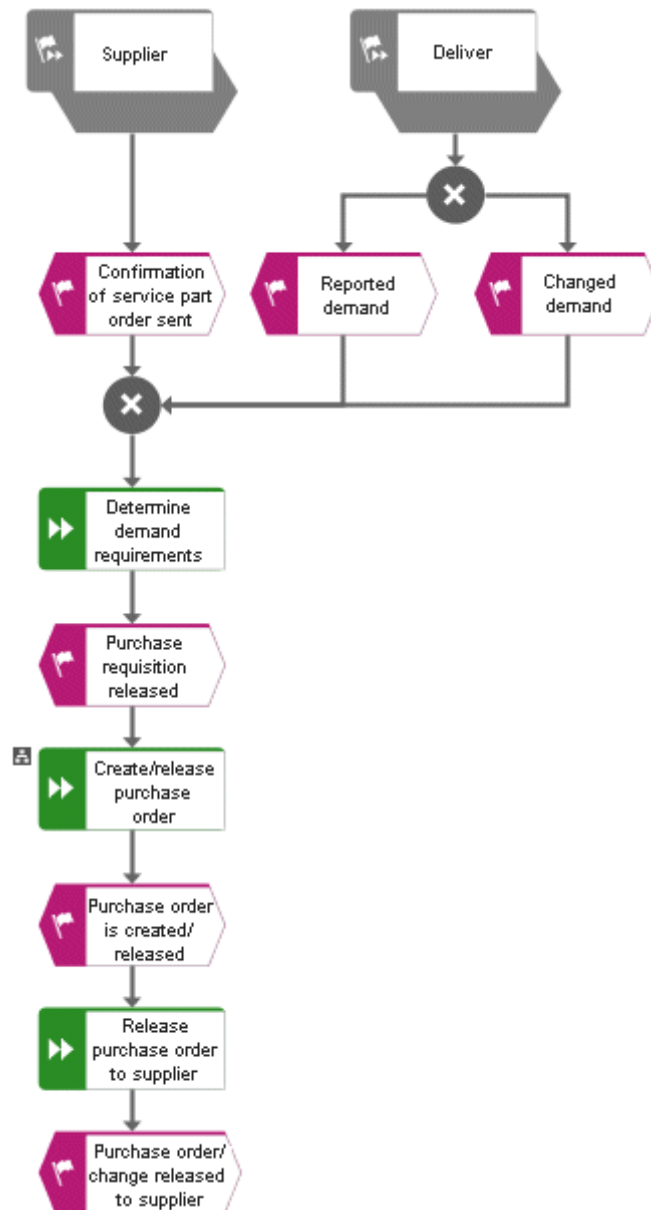 Supplier
Deliver
Confirmation
of service part
order sent
Reported
demand
Changed
demand
Determine
demand
requirements
Purchase
requisition
released
Create/release
purchase
order
Purchase order
is created/
released
Release
purchase order
to supplier
Purchase order/
change released
to supplier